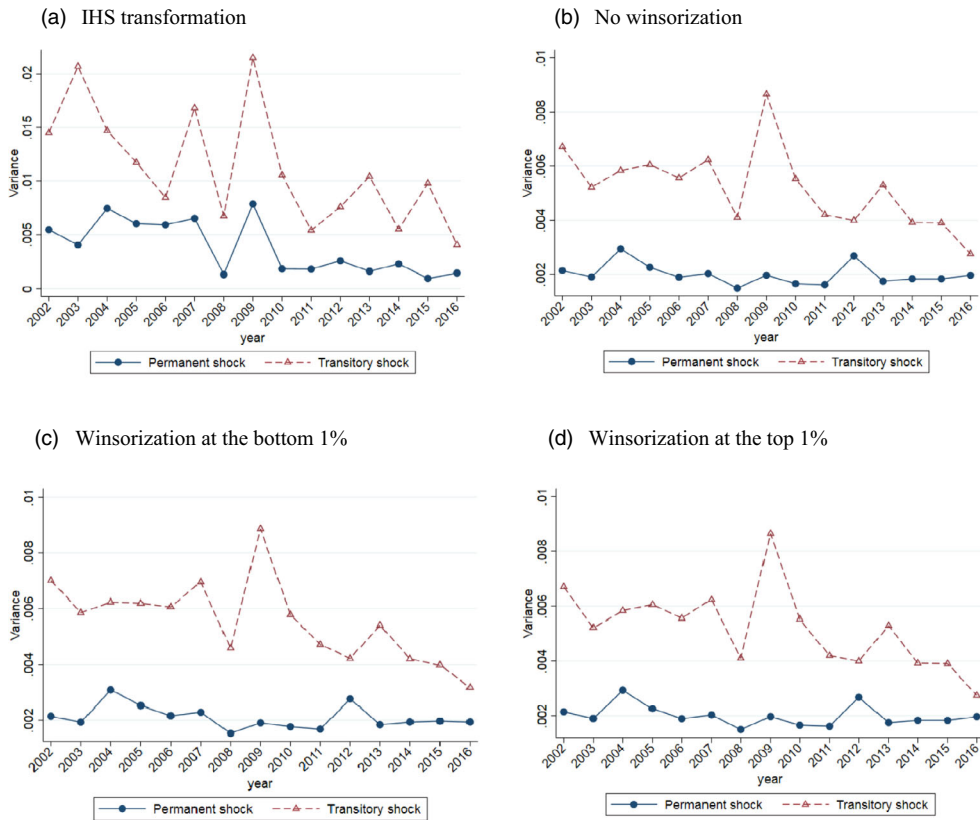 (a) IHS transformation
Variance
0 .005 .01 .015 .02
2002 2003 2004 2005 2006 2007 2008 2009 2010 2011 2012 2013 2014 2015 2016
year
Permanent shock Transitory shock
(b) No winsorization
Variance
.002 .004 .006 .008 .01
2002 2003 2004 2005 2006 2007 2008 2009 2010 2011 2012 2013 2014 2015 2016
year
Permanent shock Transitory shock
(c) Winsorization at the bottom 1%
Variance
.002 .004 .006 .008 .01
2002 2003 2004 2005 2006 2007 2008 2009 2010 2011 2012 2013 2014 2015 2016
year
Permanent shock Transitory shock
(d) Winsorization at the top 1%
Variance
.002 .004 .006 .008 .01
2002 2003 2004 2005 2006 2007 2008 2009 2010 2011 2012 2013 2014 2015 2016
year
Permanent shock Transitory shock